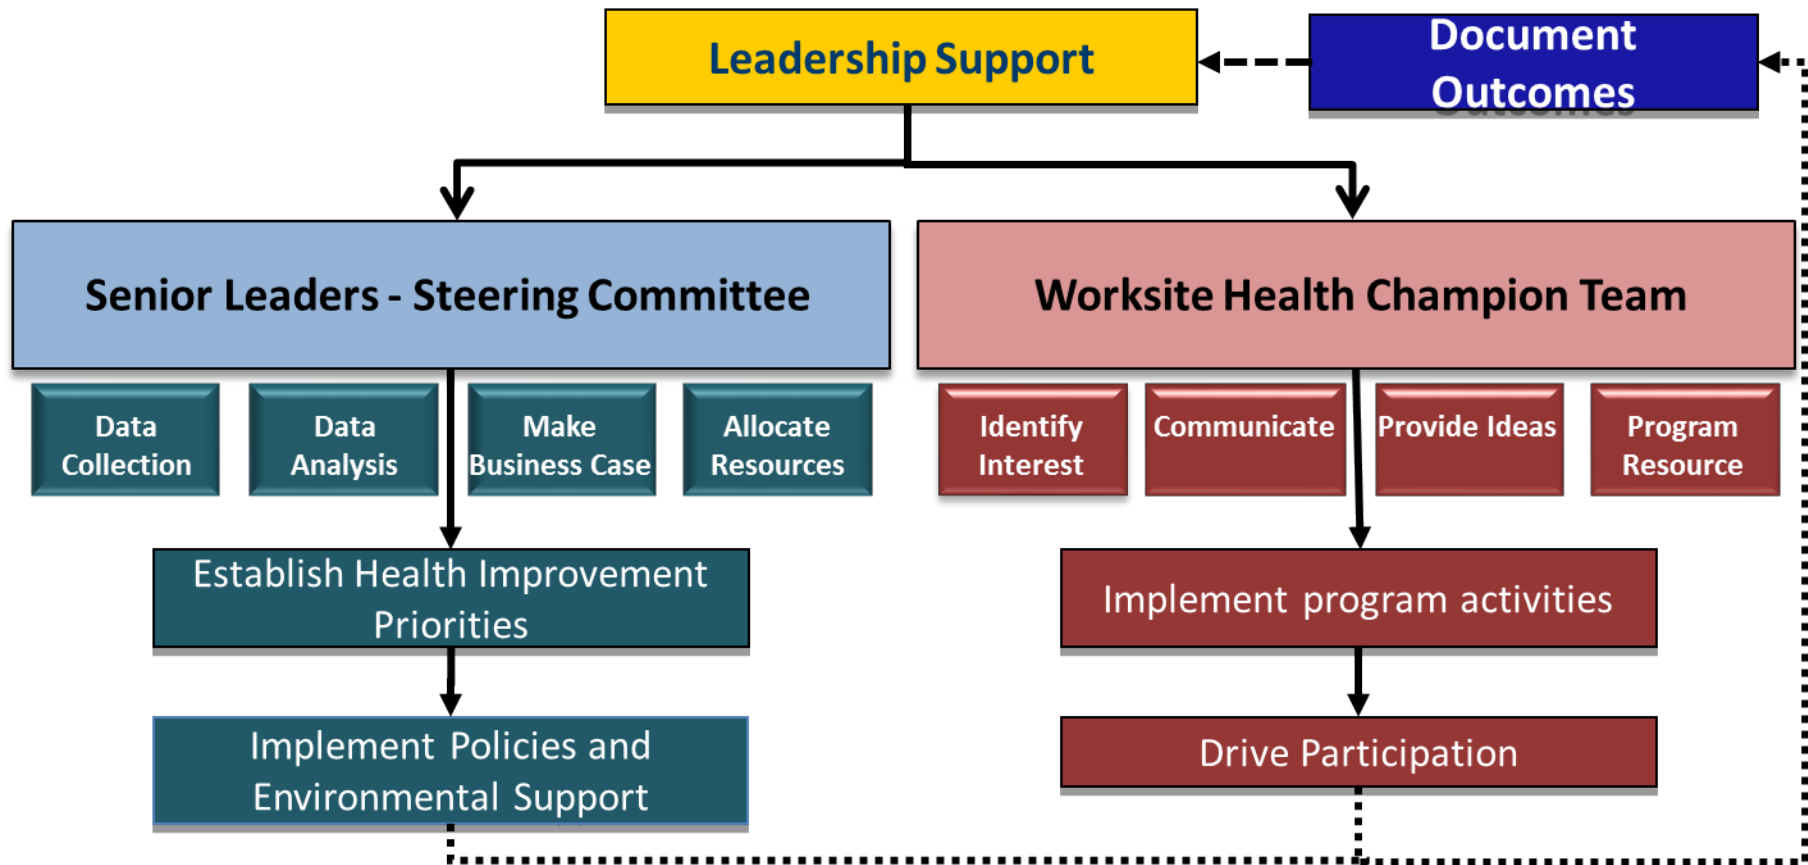 Leadership Support
Document
Outcomes
Senior Leaders - Steering Committee
Worksite Health Champion Team
Data
Collection
Data
Analysis
Make
Business Case
Allocate
Resources
Identify
Interest
Communicate
Provide Ideas
Program
Resource
Establish Health Improvement
Priorities
Implement program activities
Implement Policies and
Environmental Support
Drive Participation